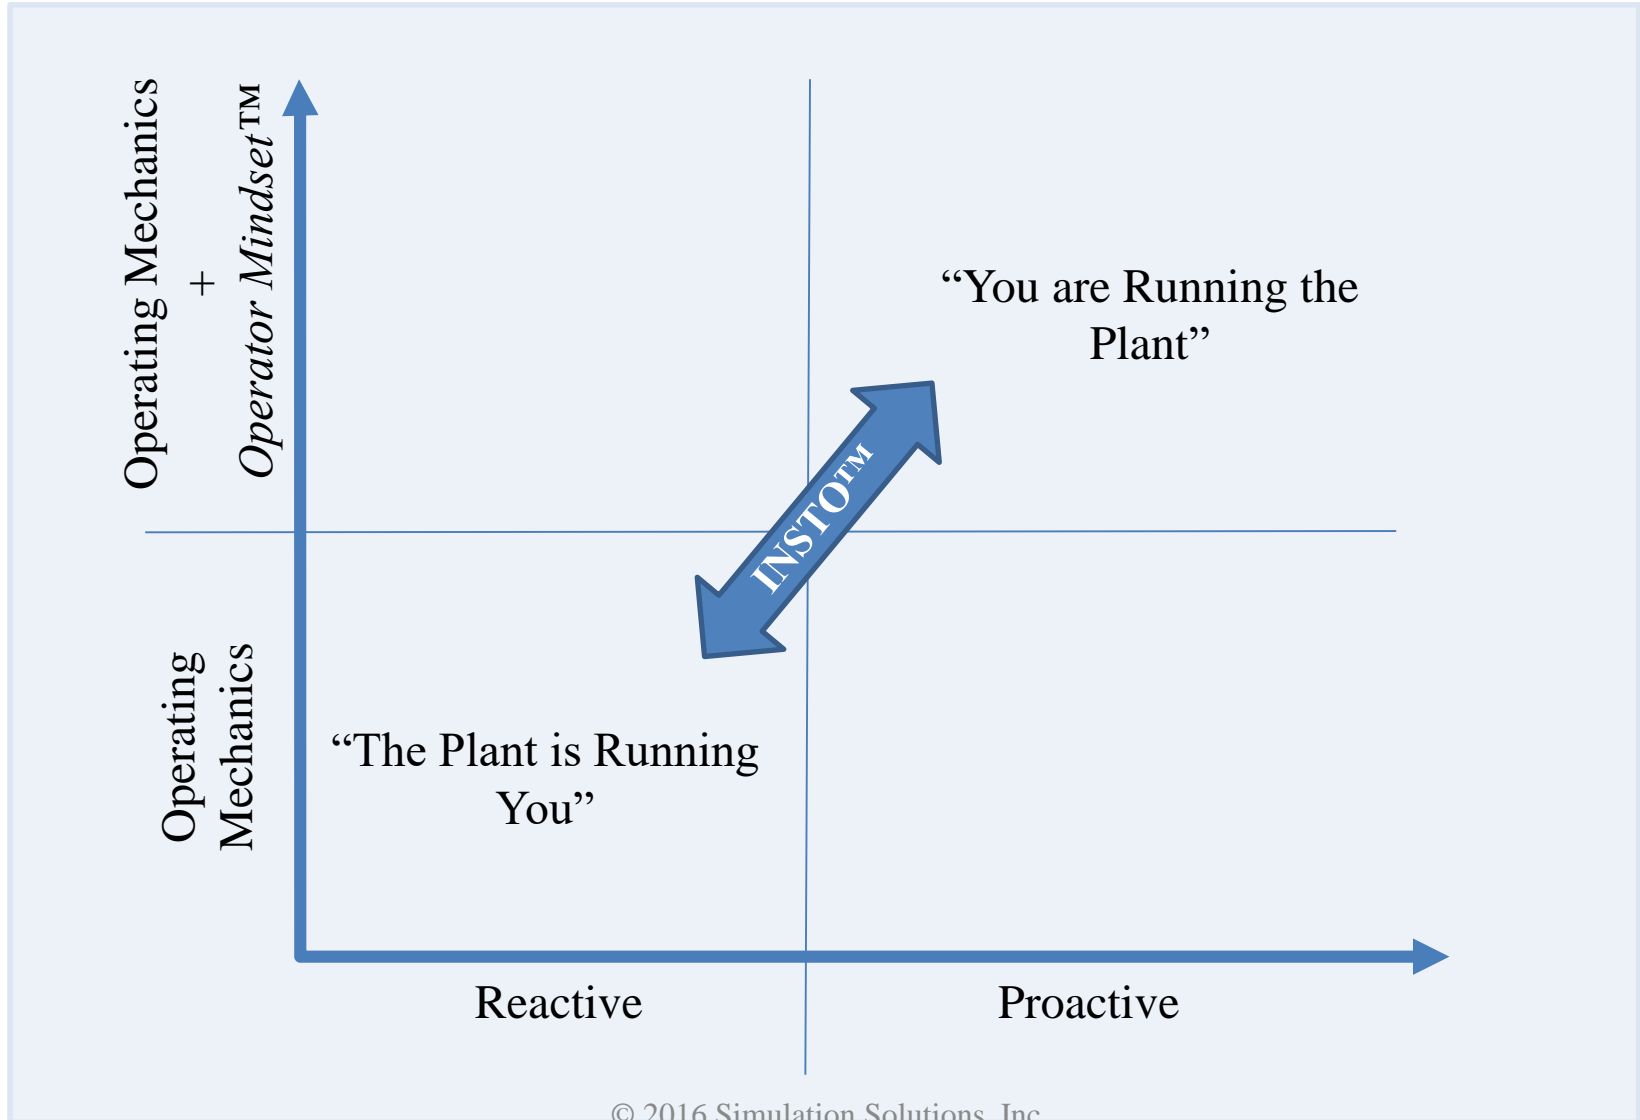 Operating Mechanics
+
Operator Mindset™
“You are Running the
Plant”
INSTO™
Operating
Mechanics
“The Plant is Running
You”
Reactive
Proactive
© 2016 Simulation Solutions, Inc